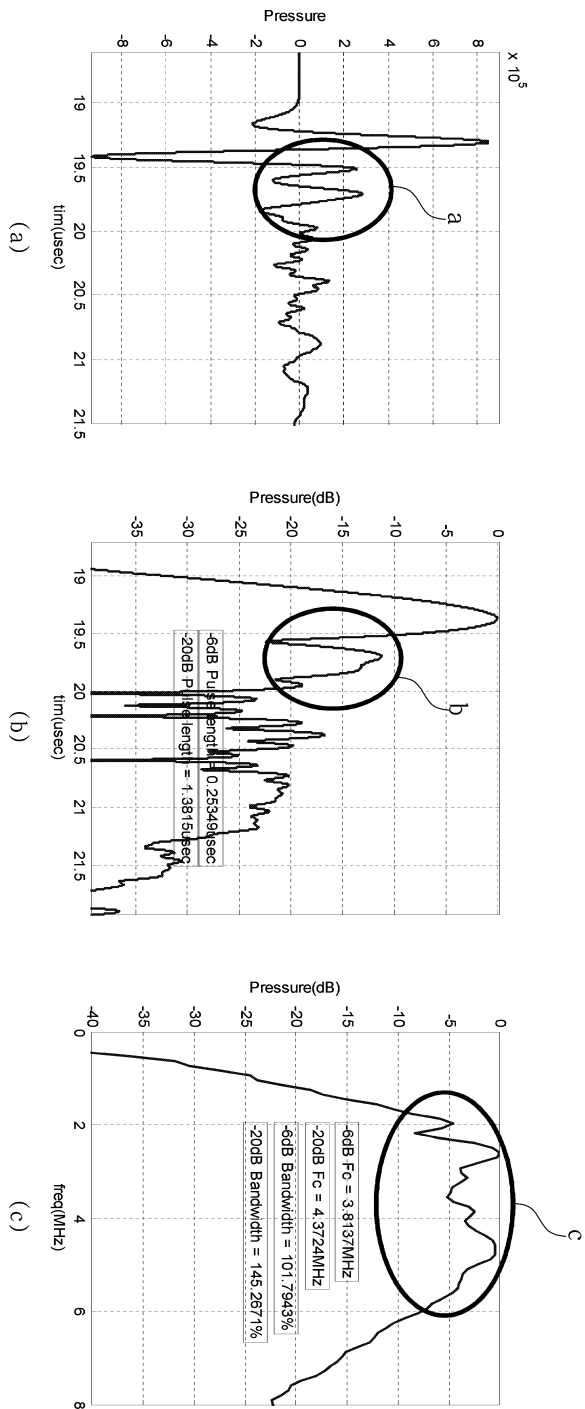 Pressure
x 10⁵
8
6
4
2
0
-2
-4
-6
-8
19
19.5
20
20.5
21
21.5
tim(usec)
a
(a)
Pressure(dB)
0
-5
-10
-15
-20
-25
-30
-35
19
19.5
20
20.5
21
21.5
tim(usec)
b
-6dB Pulse length = 0.25349usec
-20dB Pulse length = 1.3815usec
(b)
Pressure(dB)
0
-5
-10
-15
-20
-25
-30
-35
-40
0
2
4
6
8
freq(MHz)
C
-6dB Fc = 3.8137MHz
-20dB Fc = 4.3724MHz
-6dB Bandwidth = 101.7943%
-20dB Bandwidth = 145.2671%
(c)